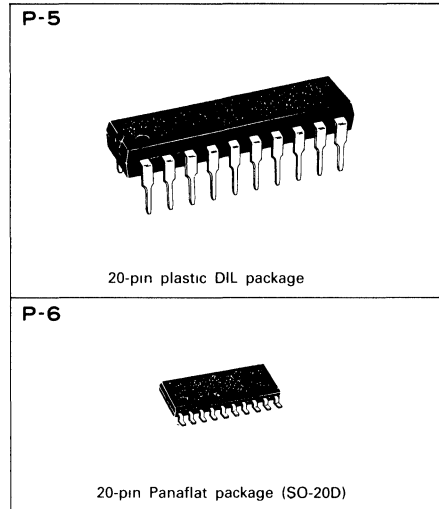 P-5
20-pin plastic DIL package
P-6
20-pin Panaflat package (SO-20D)